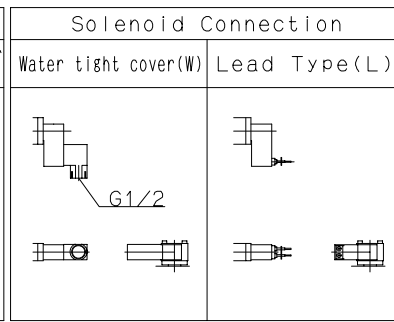 Solenoid Connection
Water tight cover(W)
Lead Type(L)
G1/2